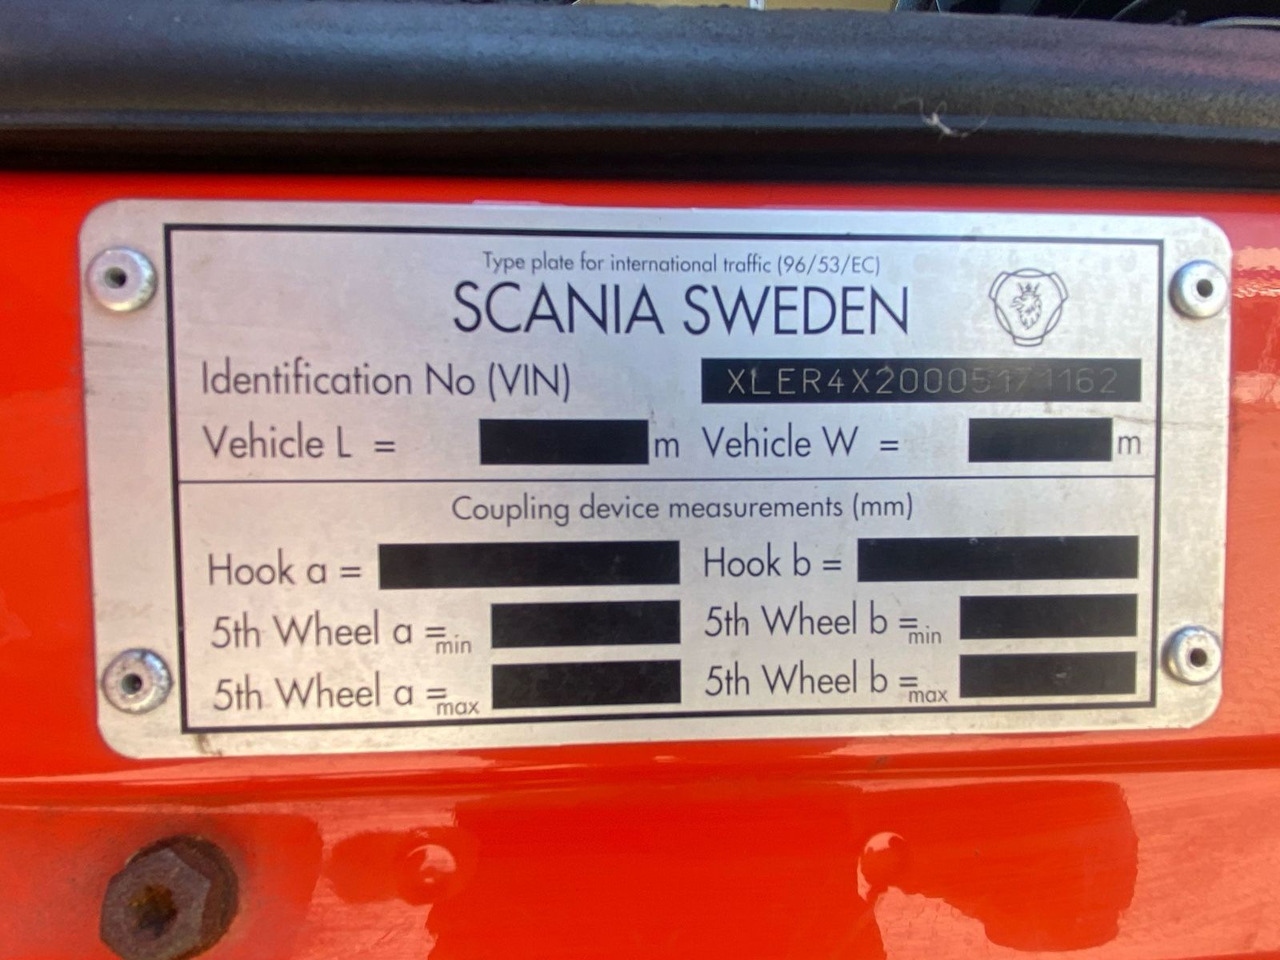 Type plate for international traffic (96/53/EC)
SCANIA SWEDEN
Identification No (VIN) XLER4X20005171162
Vehicle L = m Vehicle W = m
Coupling device measurements (mm)
Hook a = Hook b =
5th Wheel a =min 5th Wheel b =min
5th Wheel a =max 5th Wheel b =max